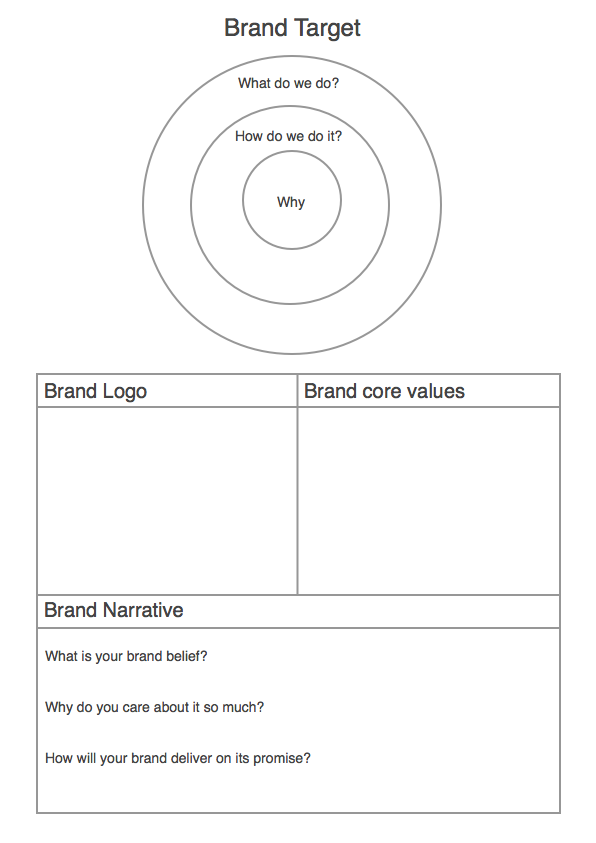 Brand Target
What do we do?
How do we do it?
Why
Brand Logo
Brand core values
Brand Narrative
What is your brand belief?
Why do you care about it so much?
How will your brand deliver on its promise?